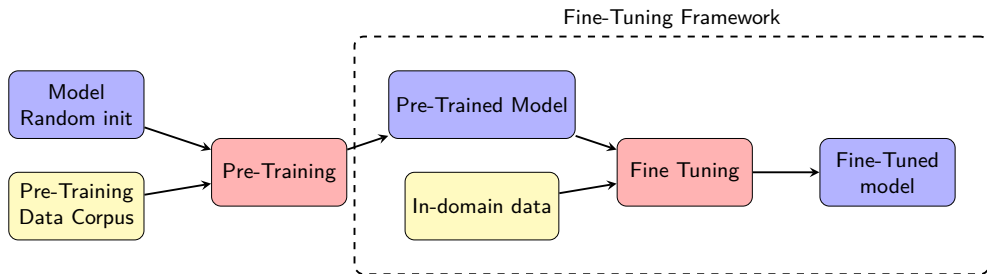 Fine-Tuning Framework
Model
Random init
Pre-Training
Data Corpus
Pre-Training
Pre-Trained Model
In-domain data
Fine Tuning
Fine-Tuned
model